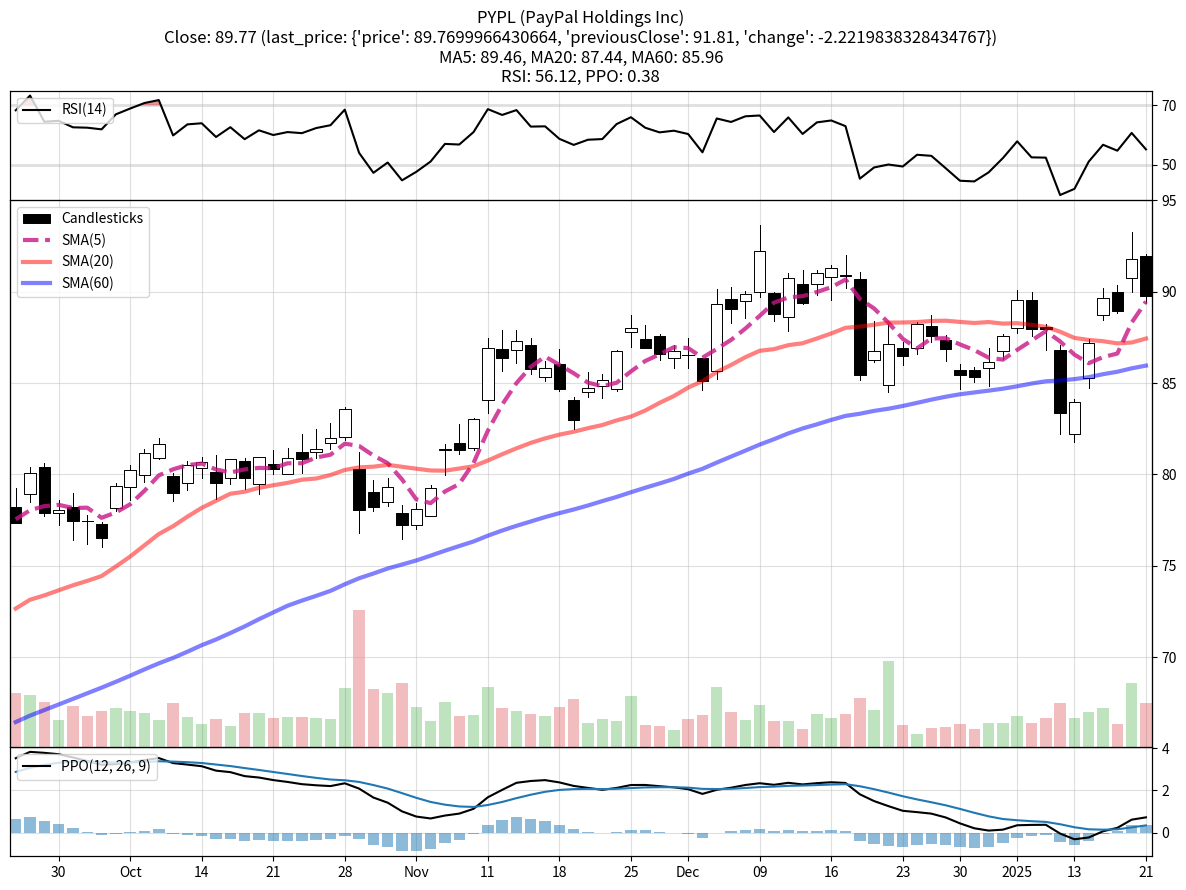 PYPL (PayPal Holdings Inc)
Close: 89.77 (last_price: {'price': 89.7699966430664, 'previousClose': 91.81, 'change': -2.2219838328434767})
MA5: 89.46, MA20: 87.44, MA60: 85.96
RSI: 56.12, PPO: 0.38
RSI(14)
70
50
95
Candlesticks
SMA(5)
SMA(20)
SMA(60)
90
85
80
75
70
4
PPO(12, 26, 9)
2
0
30 Oct 14 21 28 Nov 11 18 25 Dec 09 16 23 30 2025 13 21